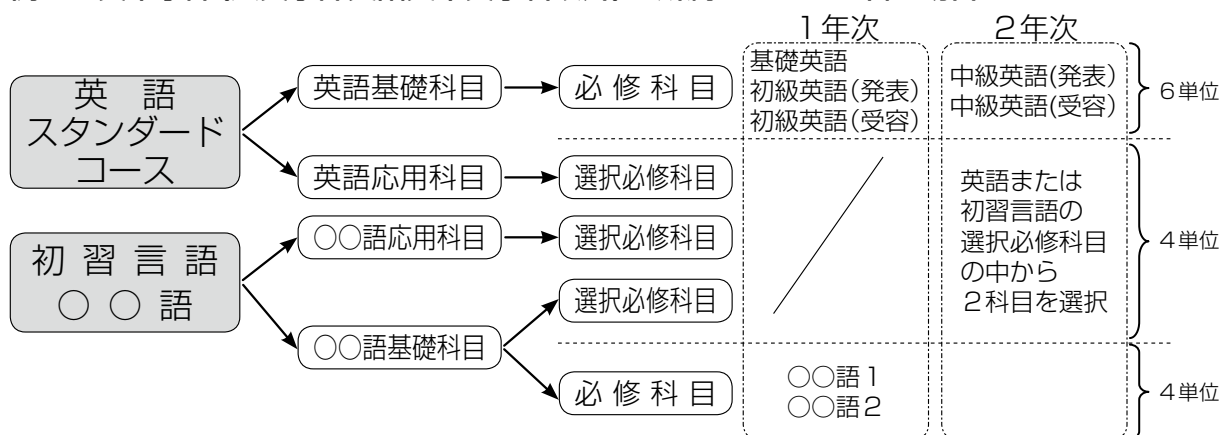 1年次
2年次
英語
スタンダード
コース
英語基礎科目
必修科目
基礎英語
初級英語(発表)
初級英語(受容)
中級英語(発表)
中級英語(受容)
6単位
英語応用科目
選択必修科目
英語または
初習言語の
選択必修科目
の中から
2科目を選択
4単位
初習言語
○○語
○○語応用科目
選択必修科目
選択必修科目
○○語基礎科目
必修科目
○○語1
○○語2
4単位